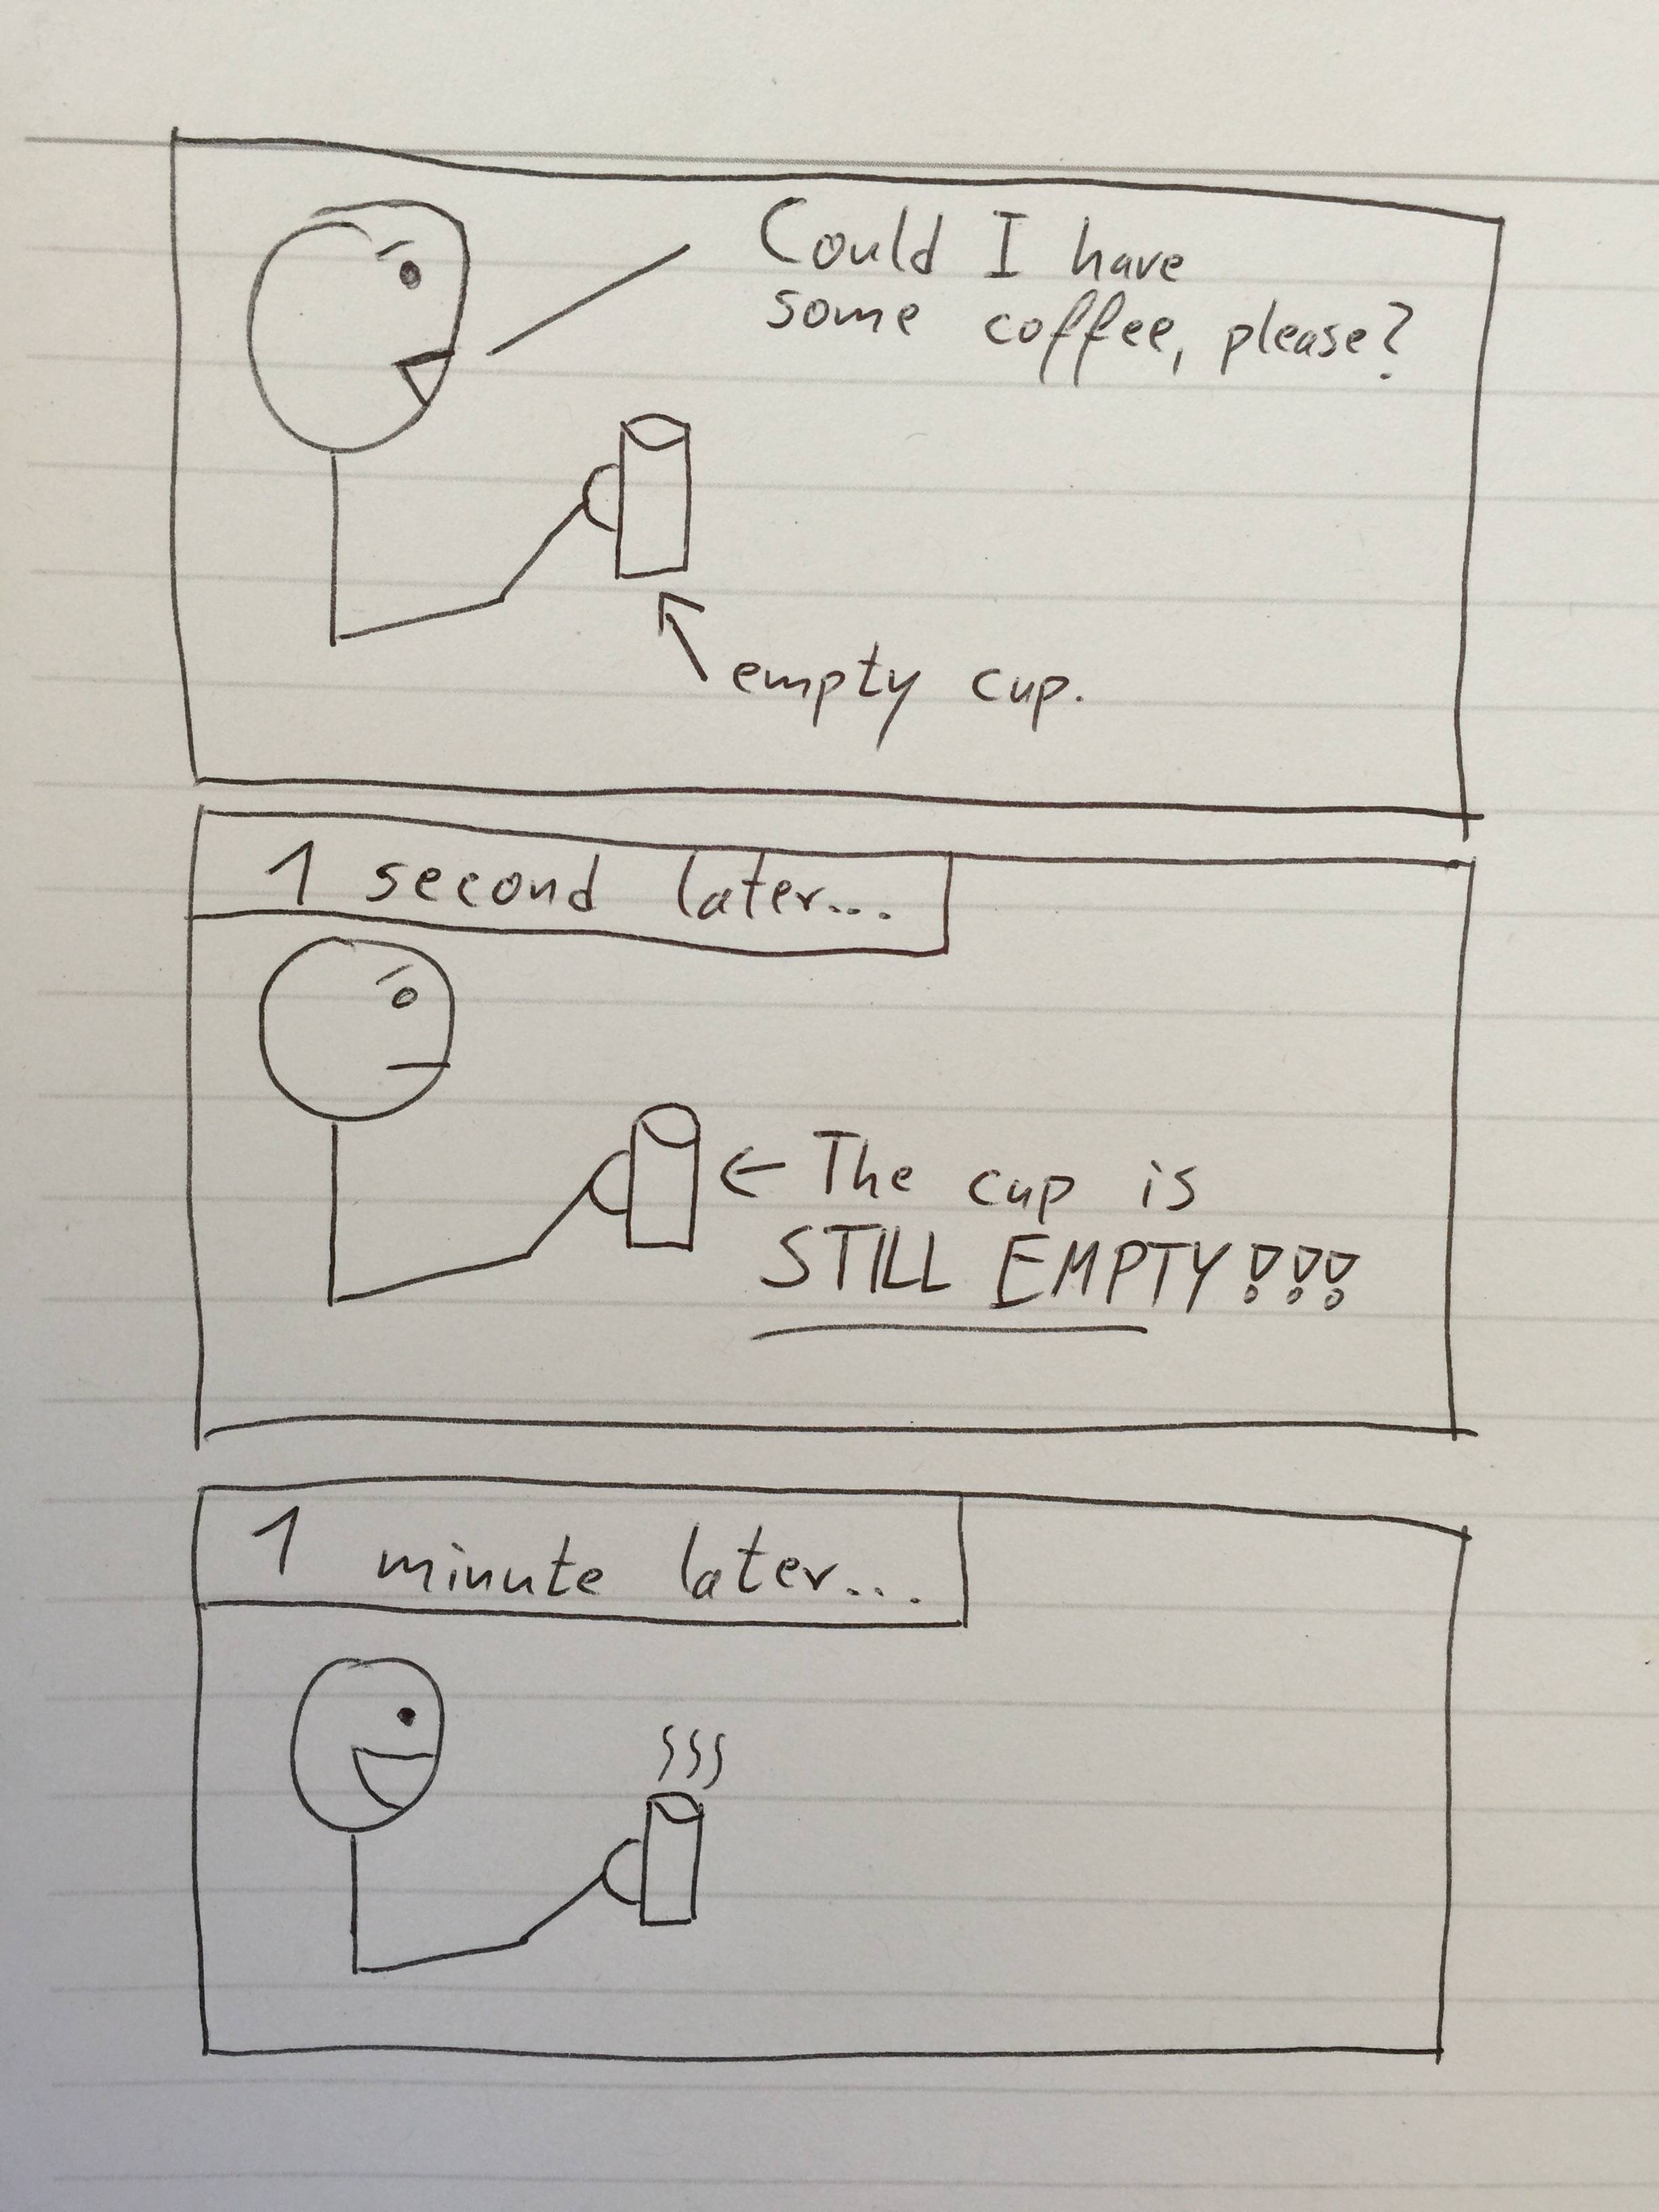 Could I have
some coffee, please?
empty cup.
1 second later...
The cup is
STILL EMPTY!!!
1 minute later...